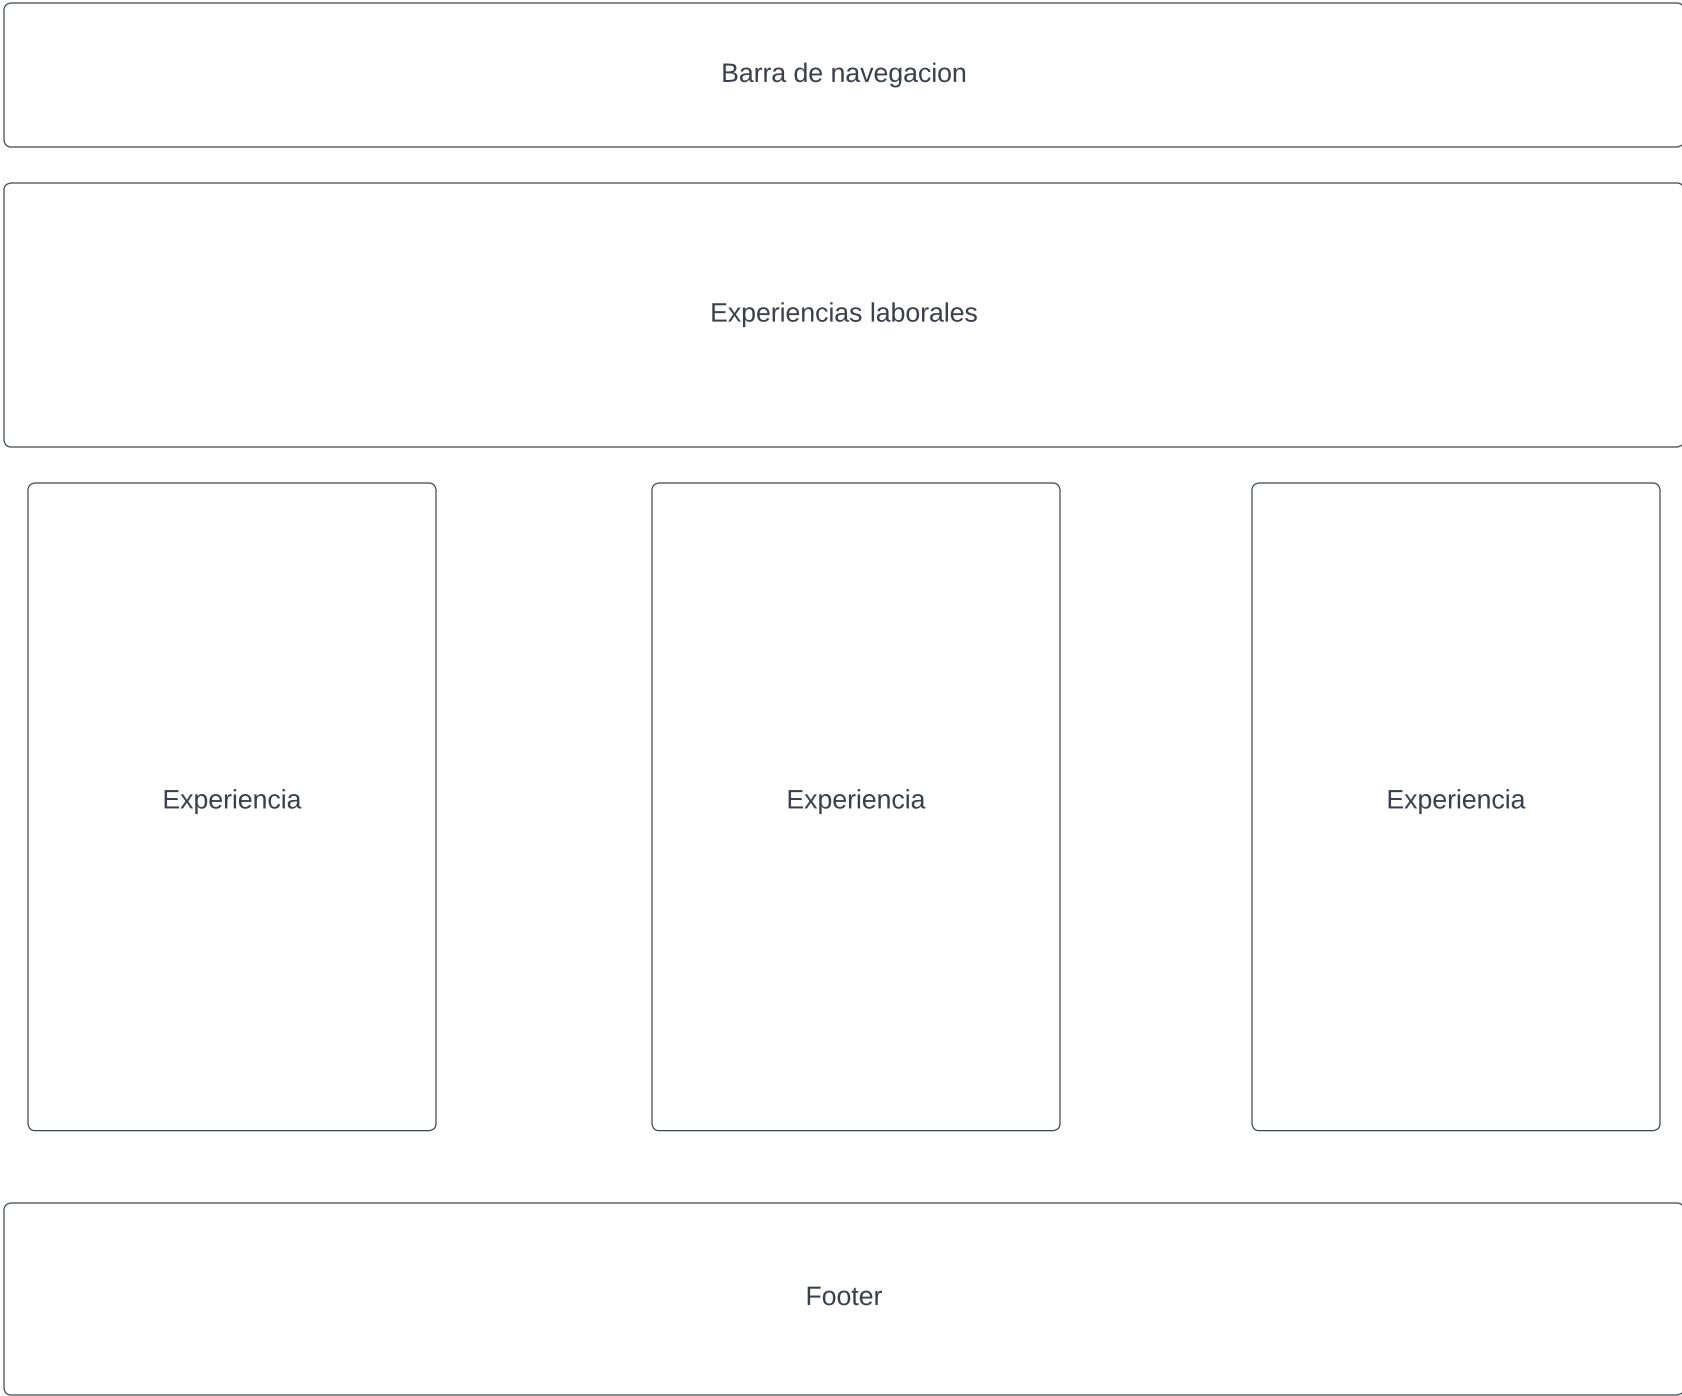 Barra de navegacion
Experiencias laborales
Experiencia
Experiencia
Experiencia
Footer